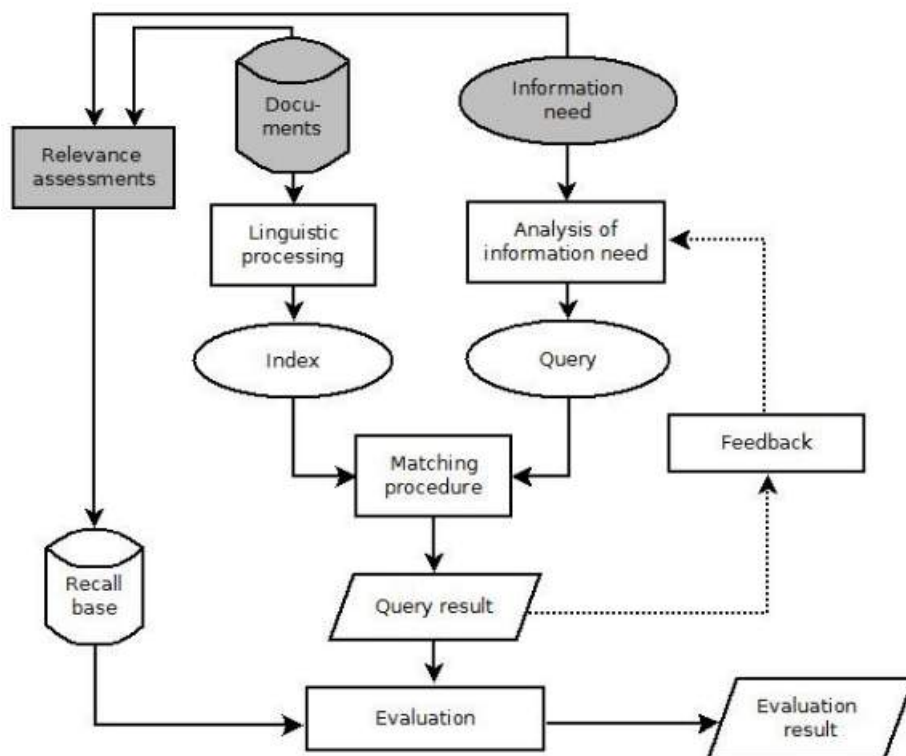 Docu-
ments
Information
need
Relevance
assessments
Linguistic
processing
Analysis of
information need
Index
Query
Matching
procedure
Feedback
Recall
base
Query result
Evaluation
Evaluation
result